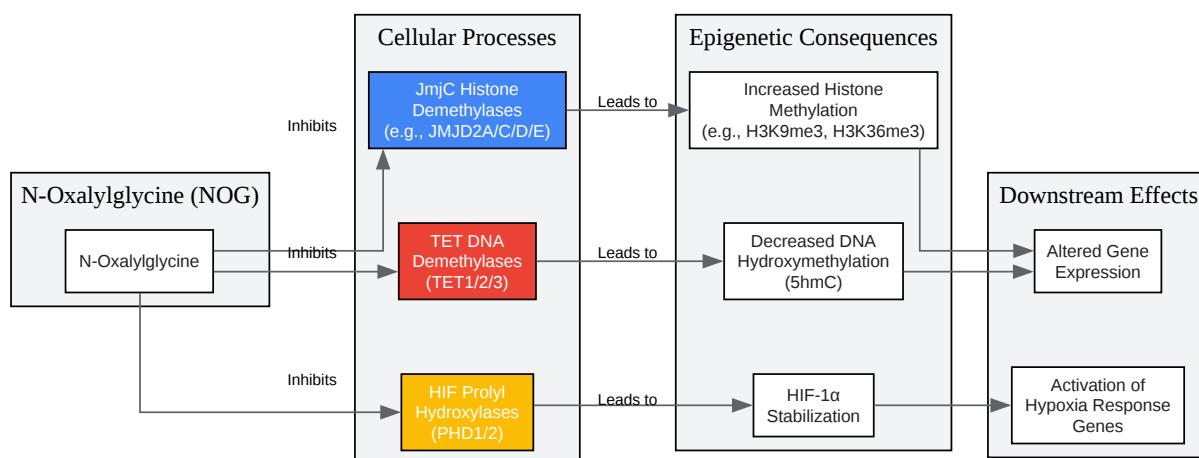 N-Oxalylglycine (NOG)
N-Oxalylglycine
Inhibits
Inhibits
Inhibits
Cellular Processes
JmjC Histone
Demethylases
(e.g., JMJD2A/C/D/E)
TET DNA
Demethylases
(TET1/2/3)
HIF Prolyl
Hydroxylases
(PHD1/2)
Leads to
Leads to
Leads to
Epigenetic Consequences
Increased Histone
Methylation
(e.g., H3K9me3, H3K36me3)
Decreased DNA
Hydroxymethylation
(5hmC)
HIF-1α
Stabilization
Downstream Effects
Altered Gene
Expression
Activation of
Hypoxia Response
Genes